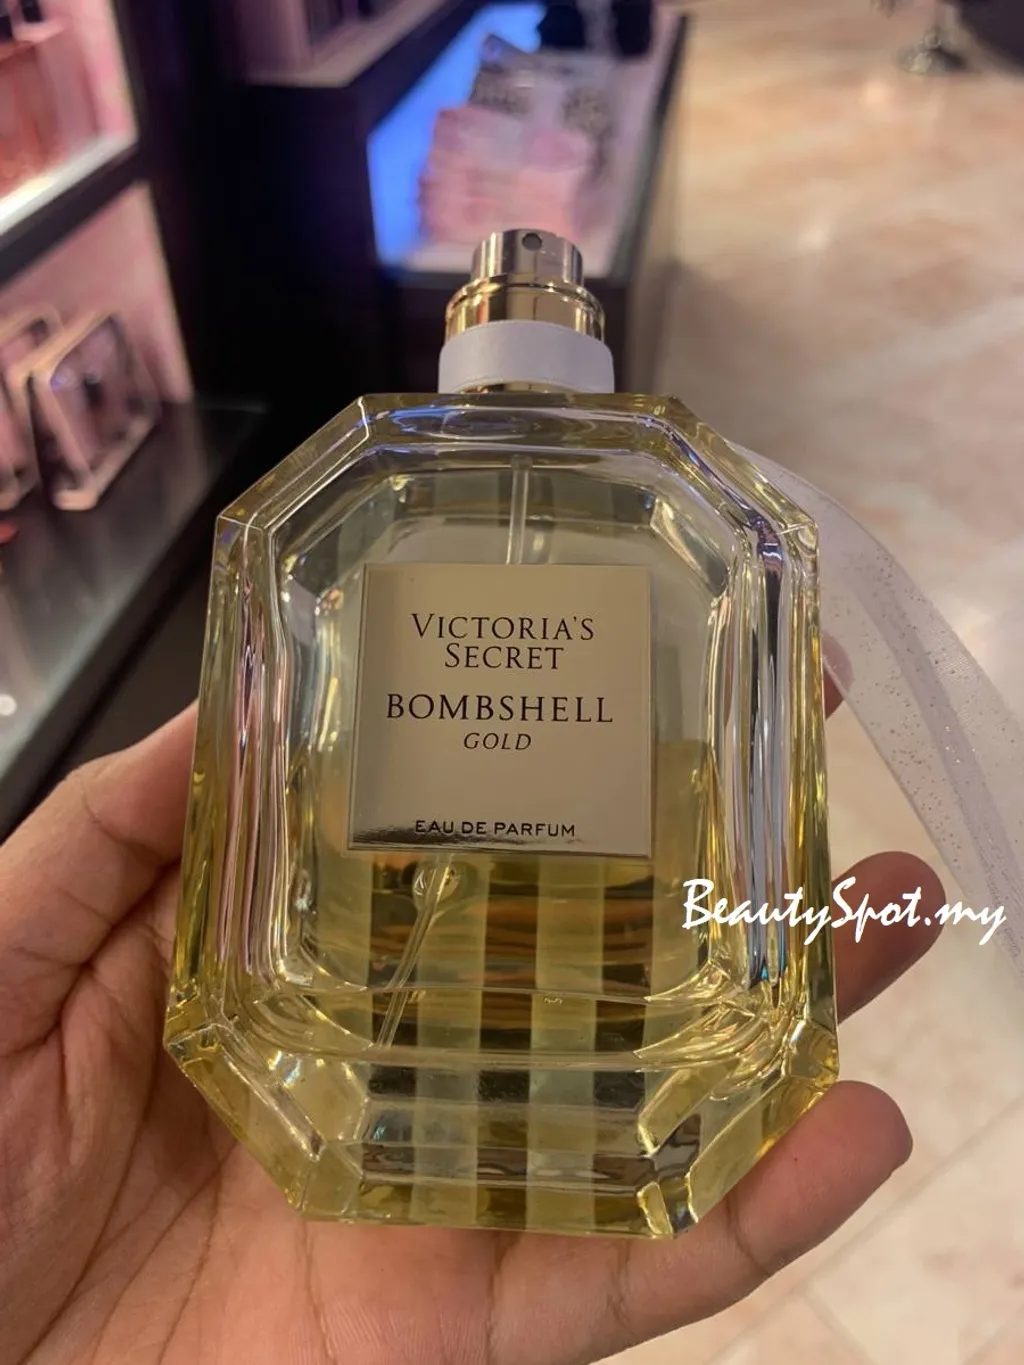 VICTORIA'S
SECRET
BOMBSHELL
GOLD
EAU DE PARFUM
BeautySpot.my